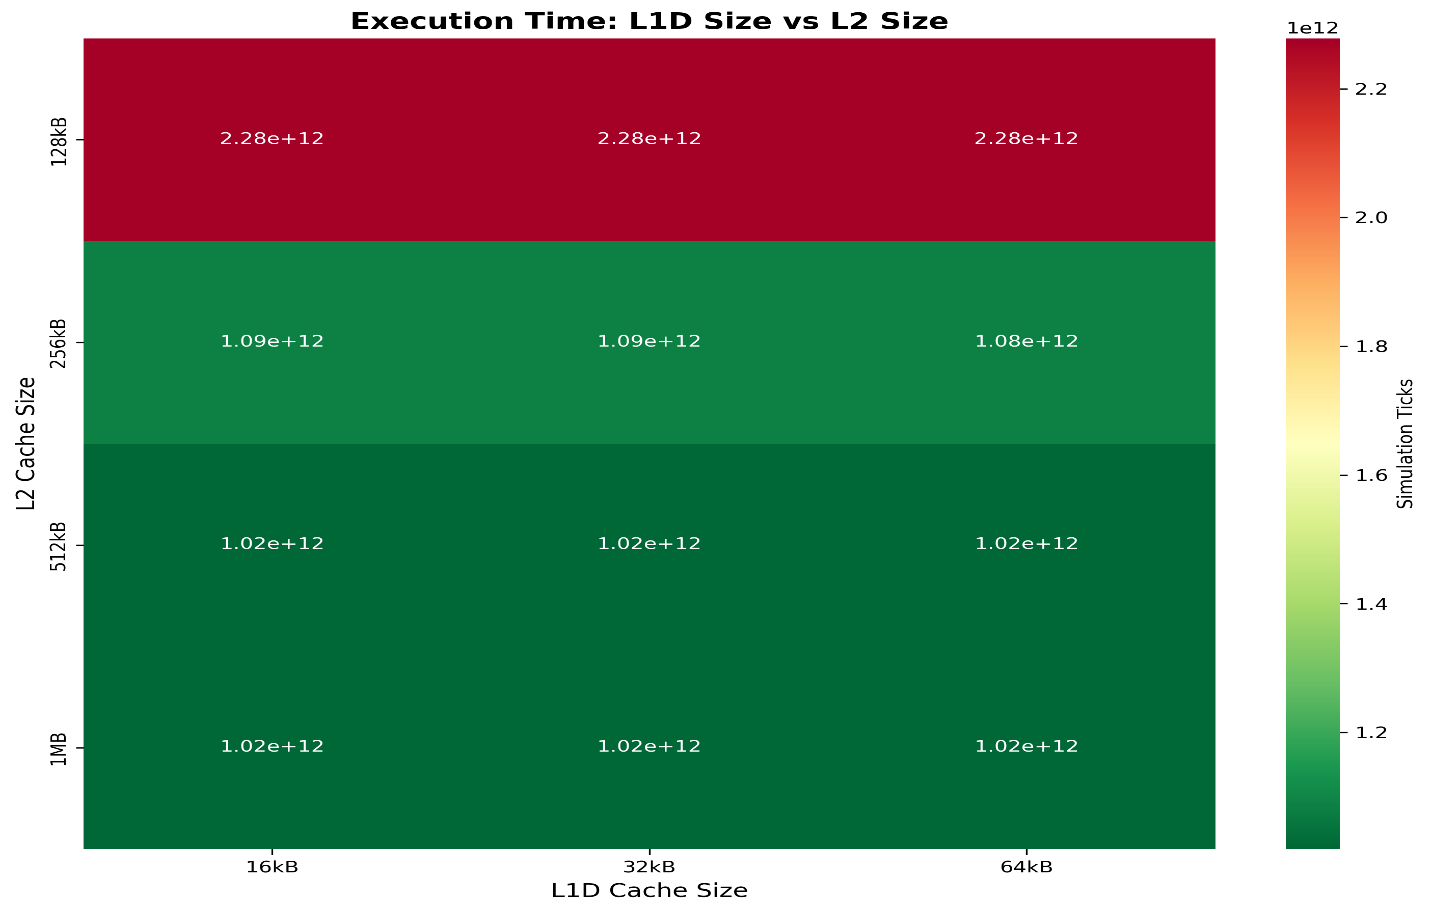 Execution Time: L1D Size vs L2 Size
1e12
128kB
2.28e+12 2.28e+12 2.28e+12
256kB
1.09e+12 1.09e+12 1.08e+12
512kB
1.02e+12 1.02e+12 1.02e+12
1MB
1.02e+12 1.02e+12 1.02e+12
L2 Cache Size
16kB 32kB 64kB
L1D Cache Size
2.2
2.0
1.8
1.6
1.4
1.2
Simulation Ticks